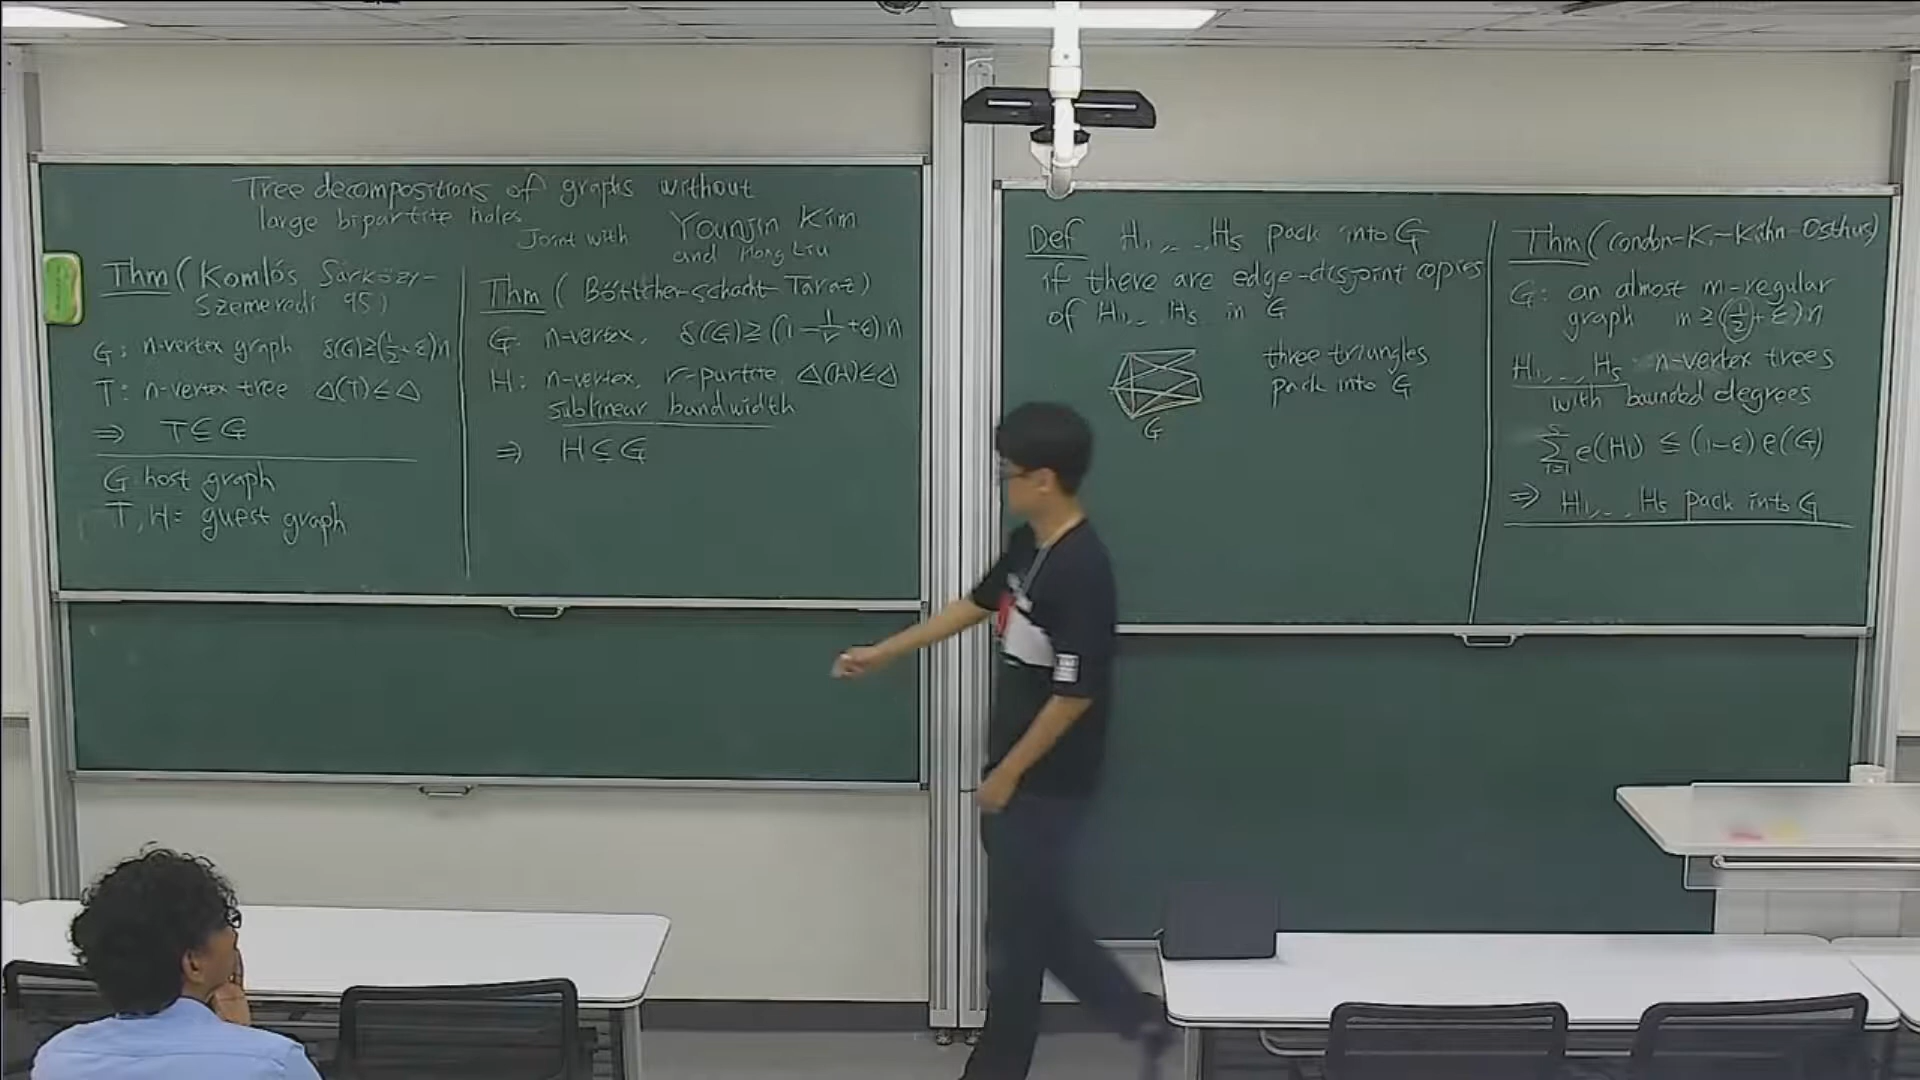 Tree decompositions of graphs without
large bipartite holes
Joint with Younjin Kim
and Hong Liu
Thm (Komlós Sárközy-
Szemeredi 95)
G: n-vertex graph δ(G)≥(1/2+ε)n
T: n-vertex tree Δ(T)≤Δ
⇒ T⊆G
G: host graph
T, H = guest graph
Thm (Böttcher-Schacht-Taraz)
G: n-vertex, δ(G)≥(1-1/r+ε)n
H: n-vertex, r-partite, Δ(H)≤Δ
sublinear bandwidth
⇒ H⊆G
Def H1,...,Hs pack into G
if there are edge-disjoint copies
of H1,...,Hs in G
G
three triangles
pack into G
Thm (Condon-K.-Kühn-Osthus)
G: an almost m-regular
graph m≥(1/2+ε)n
H1,...,Hs n-vertex trees
with bounded degrees
∑_{i=1}^{s} e(Hi) ≤ (1-ε)e(G)
⇒ H1,...,Hs pack into G